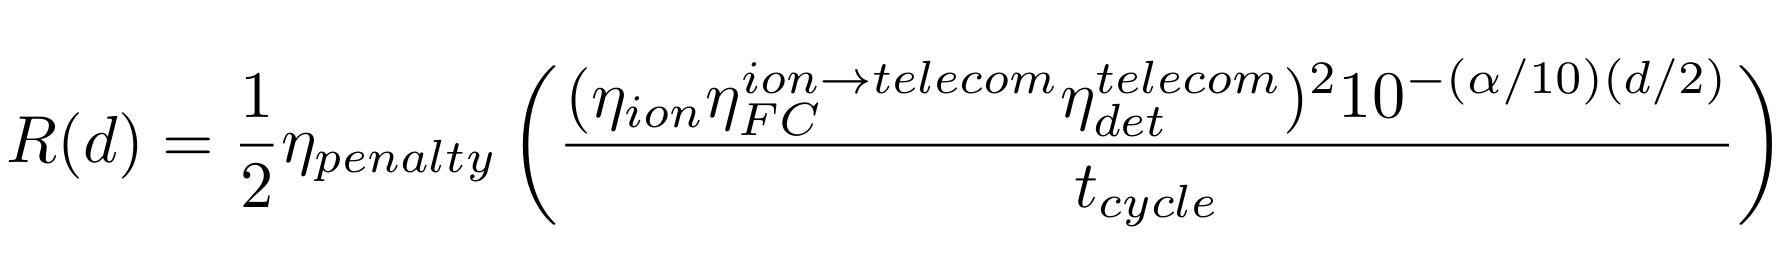 R(d) = \frac{1}{2} \eta_{penalty} \left( \frac{(\eta_{ion} \eta_{FC}^{ion \to telecom} \eta_{det}^{telecom})^2 10^{-(\alpha/10)(d/2)}}{t_{cycle}} \right)